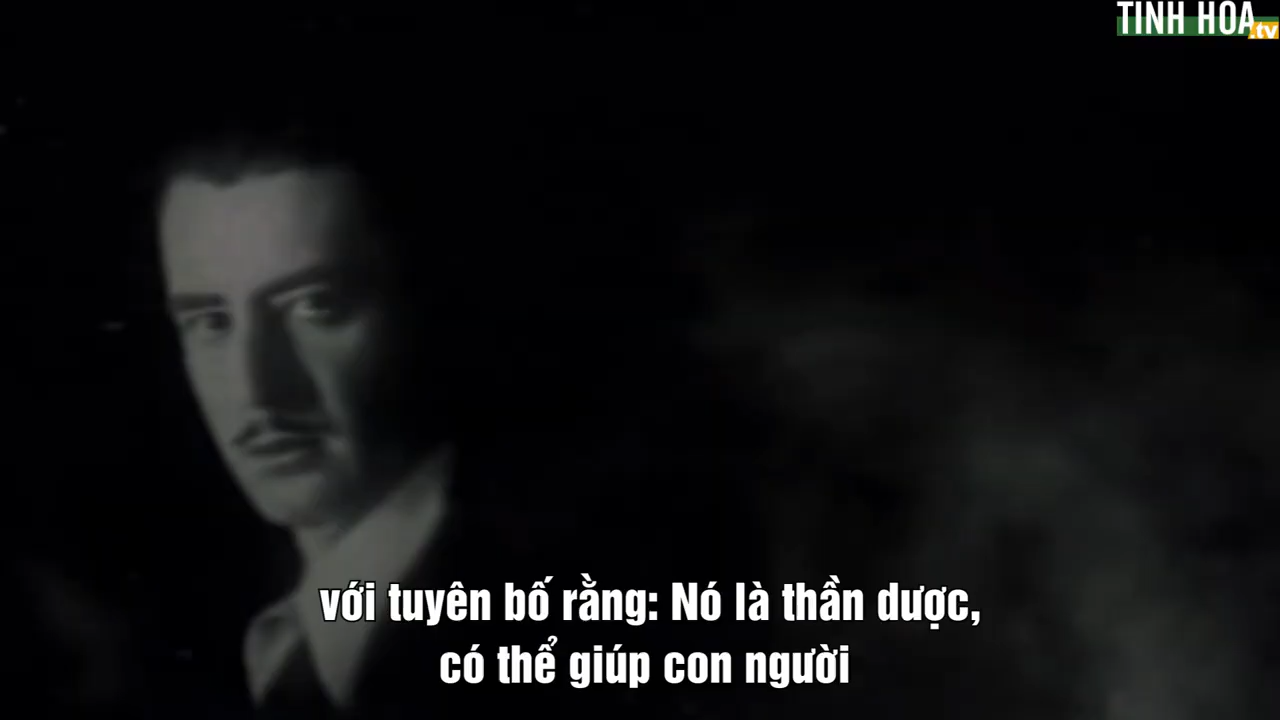 TINH HOA
.tv
với tuyên bố rằng: Nó là thần dược,
có thể giúp con người